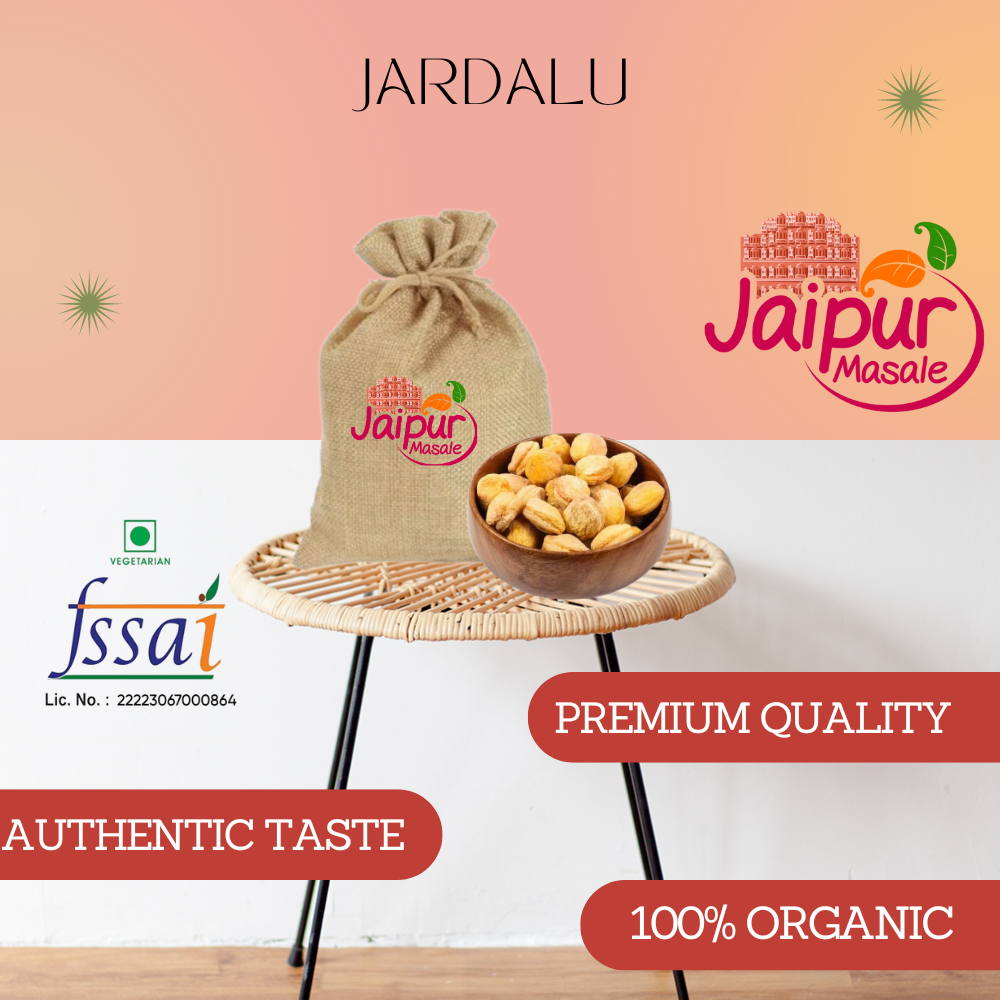 JARDALU
Jaipur
Masale
Jaipur
Masale
VEGETARIAN
fssai
Lic. No. : 22223067000864
PREMIUM QUALITY
AUTHENTIC TASTE
100% ORGANIC